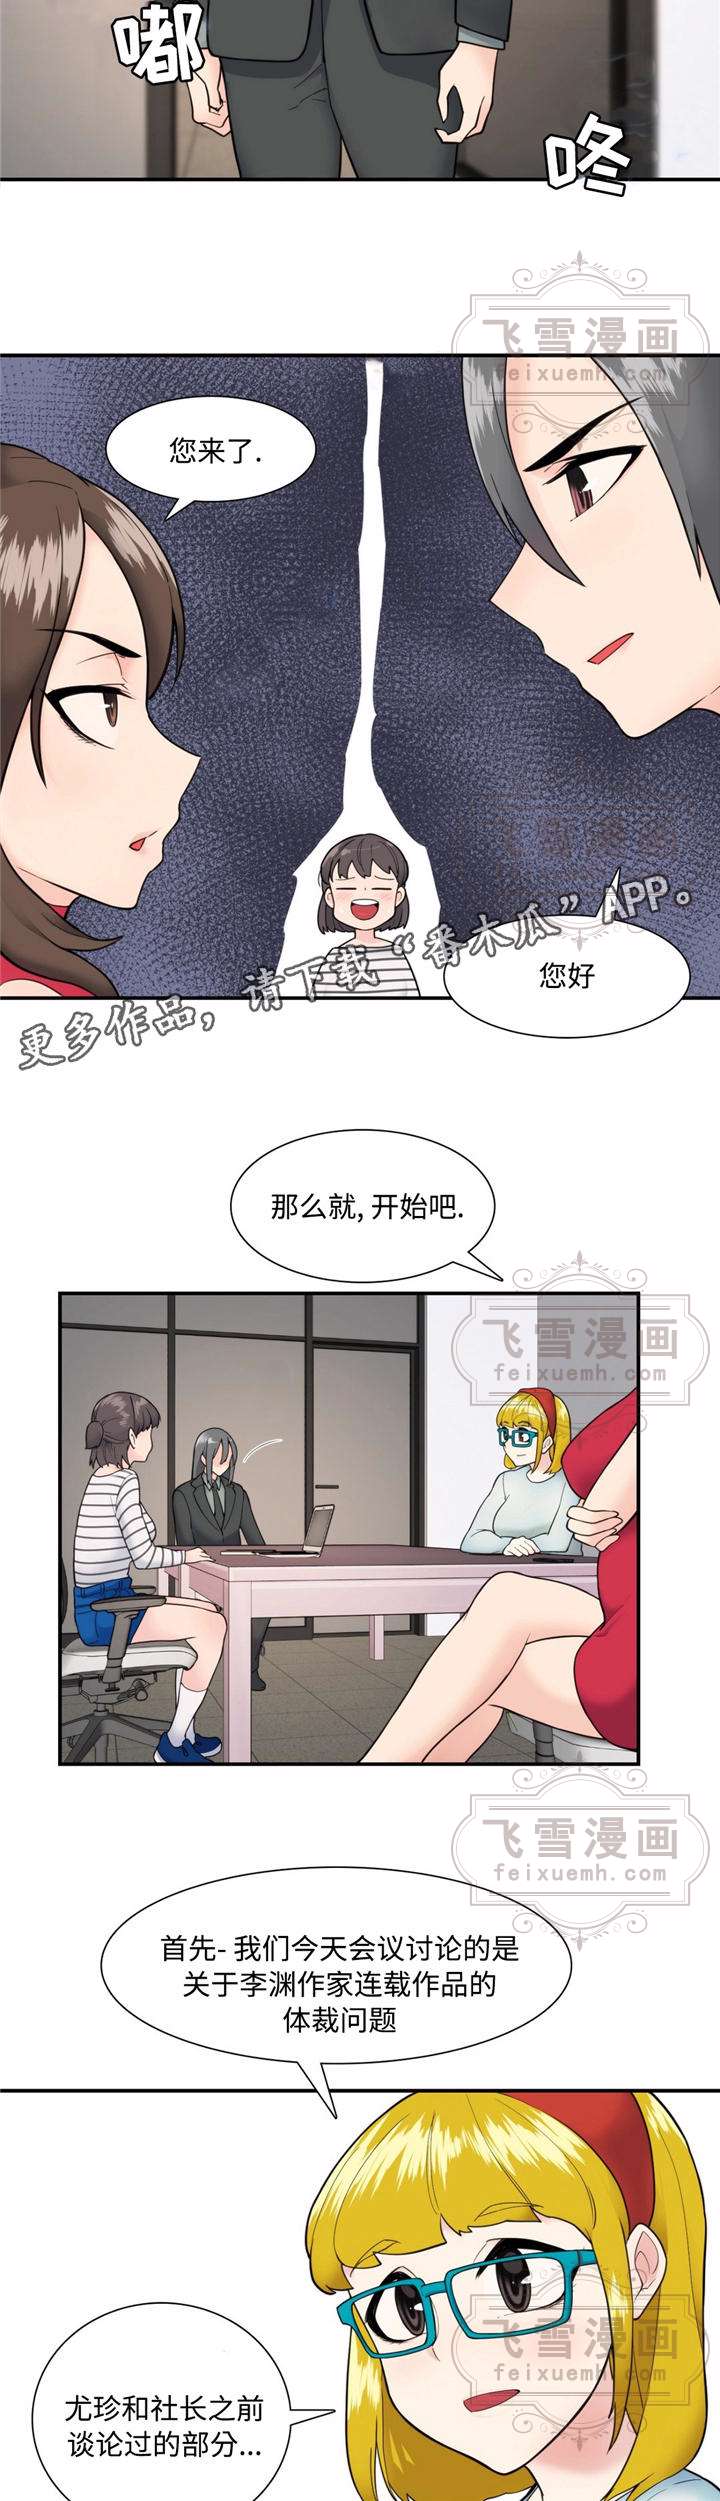 嘟
咚
飞雪漫画
feixuemh.com
您来了.
飞雪漫画
更多作品，请下载“番木瓜”APP。
您好
那么就, 开始吧.
飞雪漫画
feixuemh.com
飞雪漫画
feixuemh.com
首先- 我们今天会议讨论的是
关于李渊作家连载作品的
体裁问题
飞雪漫画
feixuemh.com
尤珍和社长之前
谈论过的部分...